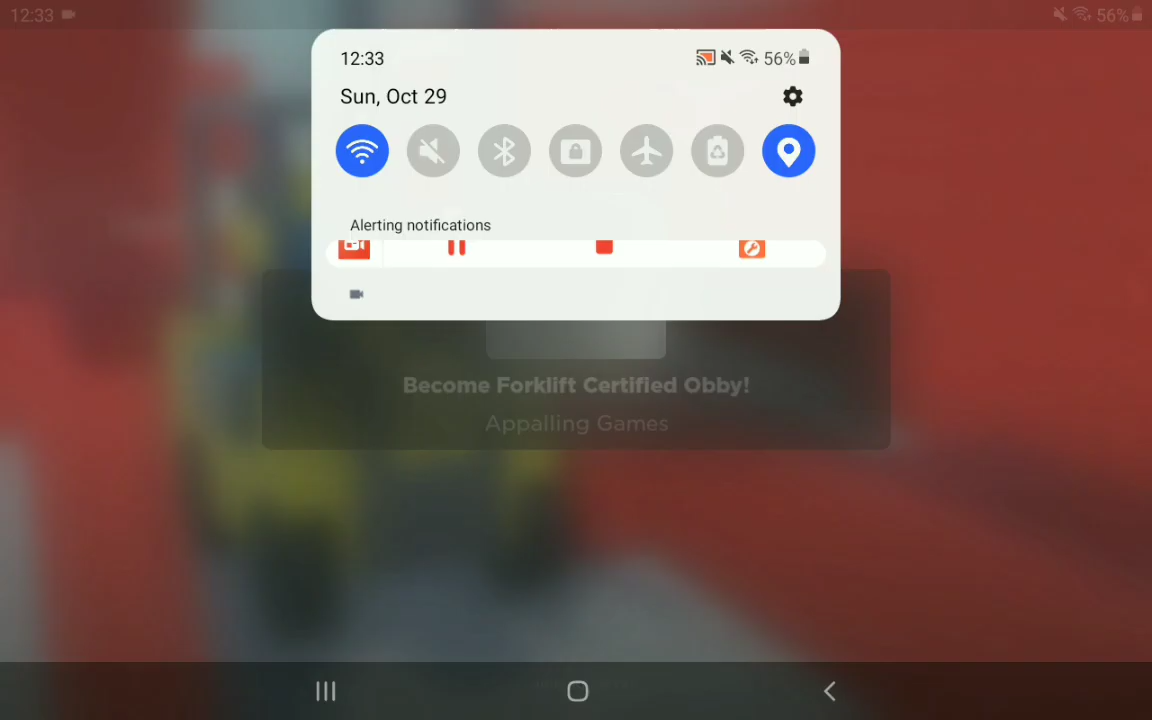 12:33
56%
12:33
56%
Sun, Oct 29
Alerting notifications
Become Forklift Certified Obby!
Appalling Games